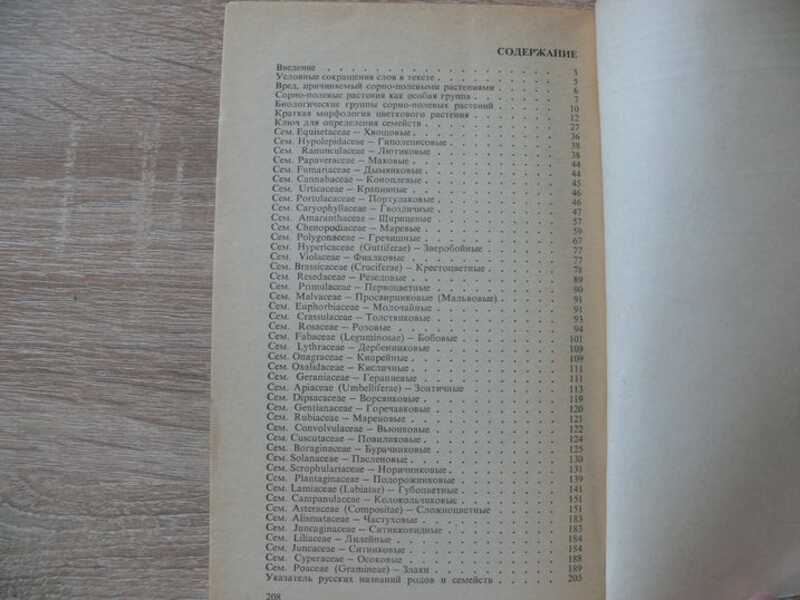 СОДЕРЖАНИЕ
Введение . . . 3
Условные сокращения слов в тексте . . . 5
Вред, причиняемый сорно-полевыми растениями . . . 6
Сорно-полевые растения как особая группа . . . 7
Биологические группы сорно-полевых растений . . . 10
Краткая морфология цветкового растения . . . 12
Ключ для определения семейств . . . 27
Сем. Equisetaceae — Хвощовые . . . 36
Сем. Hypolepidaceae — Гиполеписовые . . . 38
Сем. Ranunculaceae — Лютиковые . . . 38
Сем. Papaveraceae — Маковые . . . 44
Сем. Fumariaceae — Дымянковые . . . 44
Сем. Cannabaceae — Коноплевые . . . 45
Сем. Urticaceae — Крапивные . . . 46
Сем. Portulacaceae — Портулаковые . . . 46
Сем. Caryophyllaceae — Гвоздичные . . . 47
Сем. Amaranthaceae — Щирицевые . . . 57
Сем. Chenopodiaceae — Маревые . . . 59
Сем. Polygonaceae — Гречишные . . . 67
Сем. Hypericaceae (Guttiferae) — Зверобойные . . . 77
Сем. Violaceae — Фиалковые . . . 77
Сем. Brassicaceae (Cruciferae) — Крестоцветные . . . 78
Сем. Resedaceae — Резедовые . . . 89
Сем. Primulaceae — Первоцветные . . . 90
Сем. Malvaceae — Просвирниковые (Мальвовые) . . . 91
Сем. Euphorbiaceae — Молочайные . . . 91
Сем. Crassulaceae — Толстянковые . . . 93
Сем. Rosaceae — Розовые . . . 94
Сем. Fabaceae (Leguminosae) — Бобовые . . . 101
Сем. Lythraceae — Дербенниковые . . . 109
Сем. Onagraceae — Кипрейные . . . 109
Сем. Oxalidaceae — Кисличные . . . 111
Сем. Geraniaceae — Гераниевые . . . 111
Сем. Apiaceae (Umbelliferae) — Зонтичные . . . 113
Сем. Dipsacaceae — Ворсянковые . . . 119
Сем. Gentianaceae — Горечавковые . . . 120
Сем. Rubiaceae — Мареновые . . . 121
Сем. Convolvulaceae — Вьюнковые . . . 122
Сем. Cuscutaceae — Повиликовые . . . 124
Сем. Boraginaceae — Бурачниковые . . . 125
Сем. Solanaceae — Пасленовые . . . 130
Сем. Scrophulariaceae — Норичниковые . . . 131
Сем. Plantaginaceae — Подорожниковые . . . 139
Сем. Lamiaceae (Labiatae) — Губоцветные . . . 141
Сем. Campanulaceae — Колокольчиковые . . . 151
Сем. Asteraceae (Compositae) — Сложноцветные . . . 151
Сем. Alismataceae — Частуховые . . . 183
Сем. Juncaginaceae — Ситниковидные . . . 183
Сем. Liliaceae — Лилейные . . . 184
Сем. Juncaceae — Ситниковые . . . 184
Сем. Cyperaceae — Осоковые . . . 188
Сем. Poaceae (Gramineae) — Злаки . . . 189
Указатель русских названий родов и семейств . . . 205
208